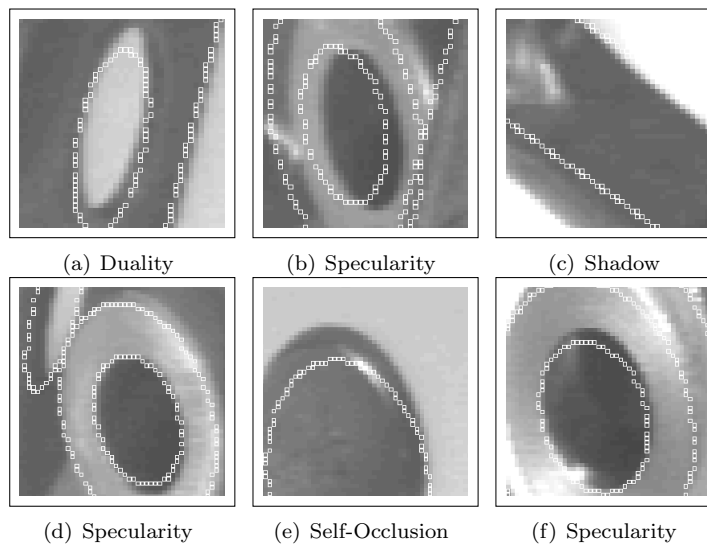 (a) Duality
(b) Specularity
(c) Shadow
(d) Specularity
(e) Self-Occlusion
(f) Specularity